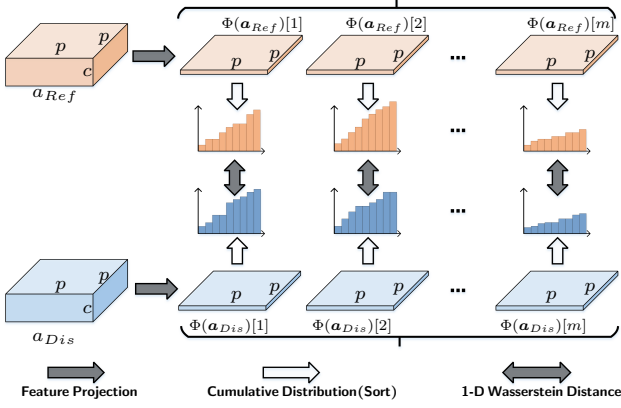 Φ(a_Ref)[1] Φ(a_Ref)[2] Φ(a_Ref)[m]
p p p p p p p p
c
a_Ref
...
...
...
p p
c
p p p p p p
...
a_Dis
Φ(a_Dis)[1] Φ(a_Dis)[2] Φ(a_Dis)[m]
Feature Projection Cumulative Distribution(Sort) 1-D Wasserstein Distance